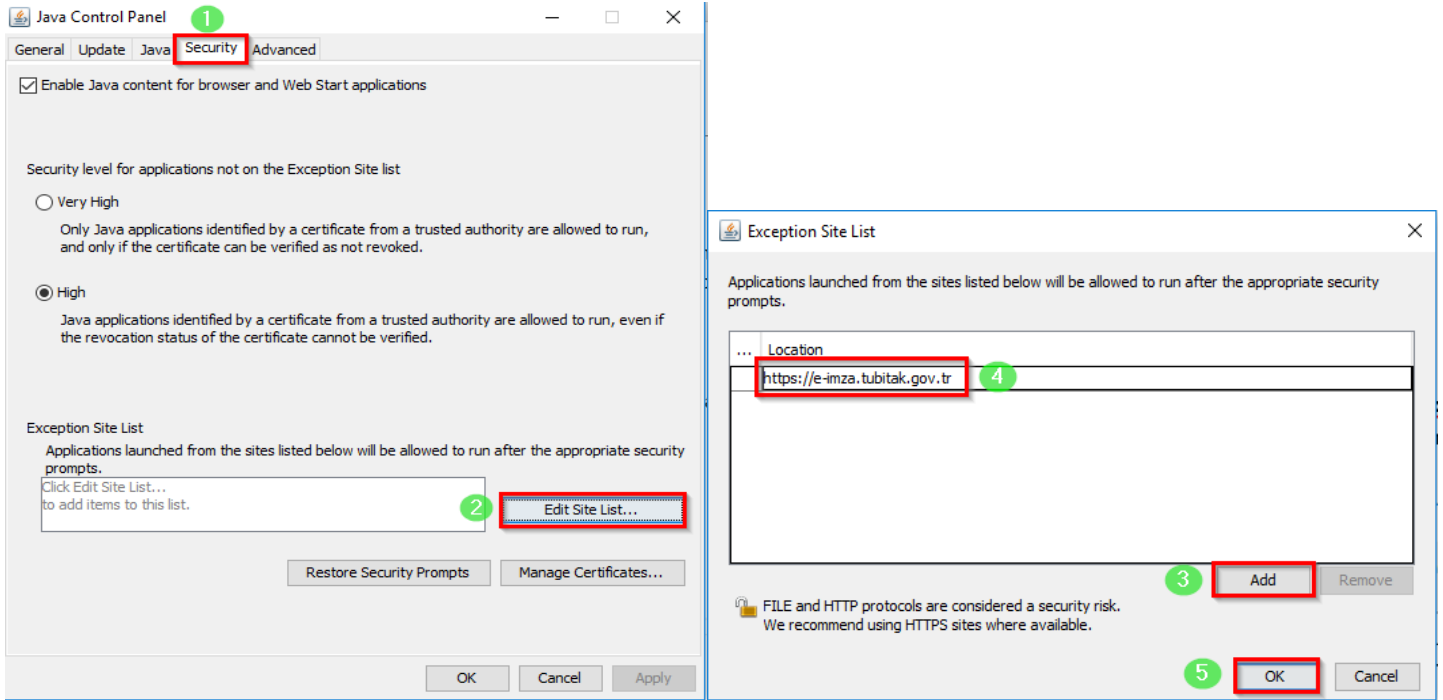 Java Control Panel
1
General Update Java Security Advanced
Enable Java content for browser and Web Start applications
Security level for applications not on the Exception Site list
Very High
Only Java applications identified by a certificate from a trusted authority are allowed to run,
and only if the certificate can be verified as not revoked.
High
Java applications identified by a certificate from a trusted authority are allowed to run, even if
the revocation status of the certificate cannot be verified.
Exception Site List
Applications launched from the sites listed below will be allowed to run after the appropriate security
prompts.
Click Edit Site List...
to add items to this list.
2
Edit Site List...
Restore Security Prompts
Manage Certificates...
OK
Cancel
Apply
Exception Site List
Applications launched from the sites listed below will be allowed to run after the appropriate security
prompts.
... Location
https://e-imza.tubitak.gov.tr
4
3
Add
Remove
FILE and HTTP protocols are considered a security risk.
We recommend using HTTPS sites where available.
5
OK
Cancel